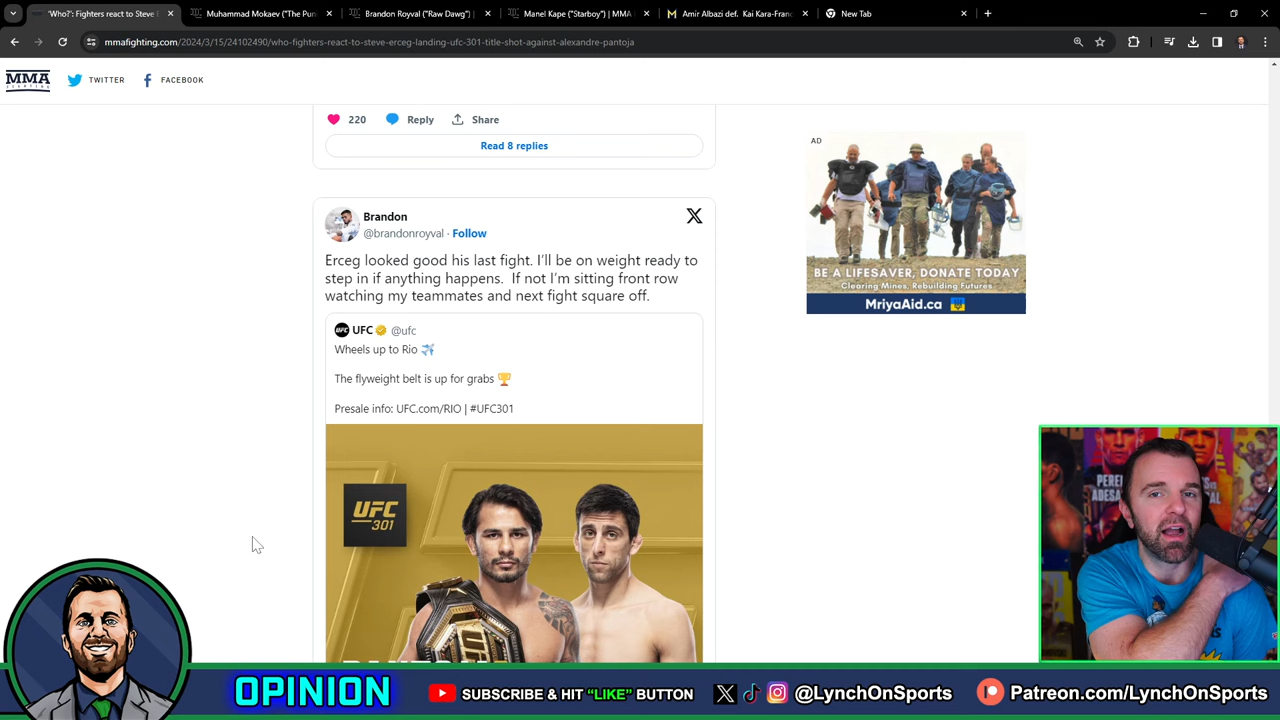 'Who?': Fighters react to Steve E
Muhammad Mokaev ("The Pun
Brandon Royval ("Raw Dawg") |
Manel Kape ("Starboy") | MMA
Amir Albazi def. Kai Kara-Franc
New Tab
mmafighting.com/2024/3/15/24102490/who-fighters-react-to-steve-erceg-landing-ufc-301-title-shot-against-alexandre-pantoja
MMA
FIGHTING
TWITTER
FACEBOOK
220
Reply
Share
Read 8 replies
AD
BE A LIFESAVER, DONATE TODAY
Clearing Mines, Rebuilding Futures
MriyaAid.ca
Brandon
@brandonroyval · Follow
Erceg looked good his last fight. I'll be on weight ready to
step in if anything happens. If not I'm sitting front row
watching my teammates and next fight square off.
UFC @ufc
Wheels up to Rio
The flyweight belt is up for grabs
Presale info: UFC.com/RIO | #UFC301
UFC
301
OPINION
SUBSCRIBE & HIT "LIKE" BUTTON
@LynchOnSports
Patreon.com/LynchOnSports